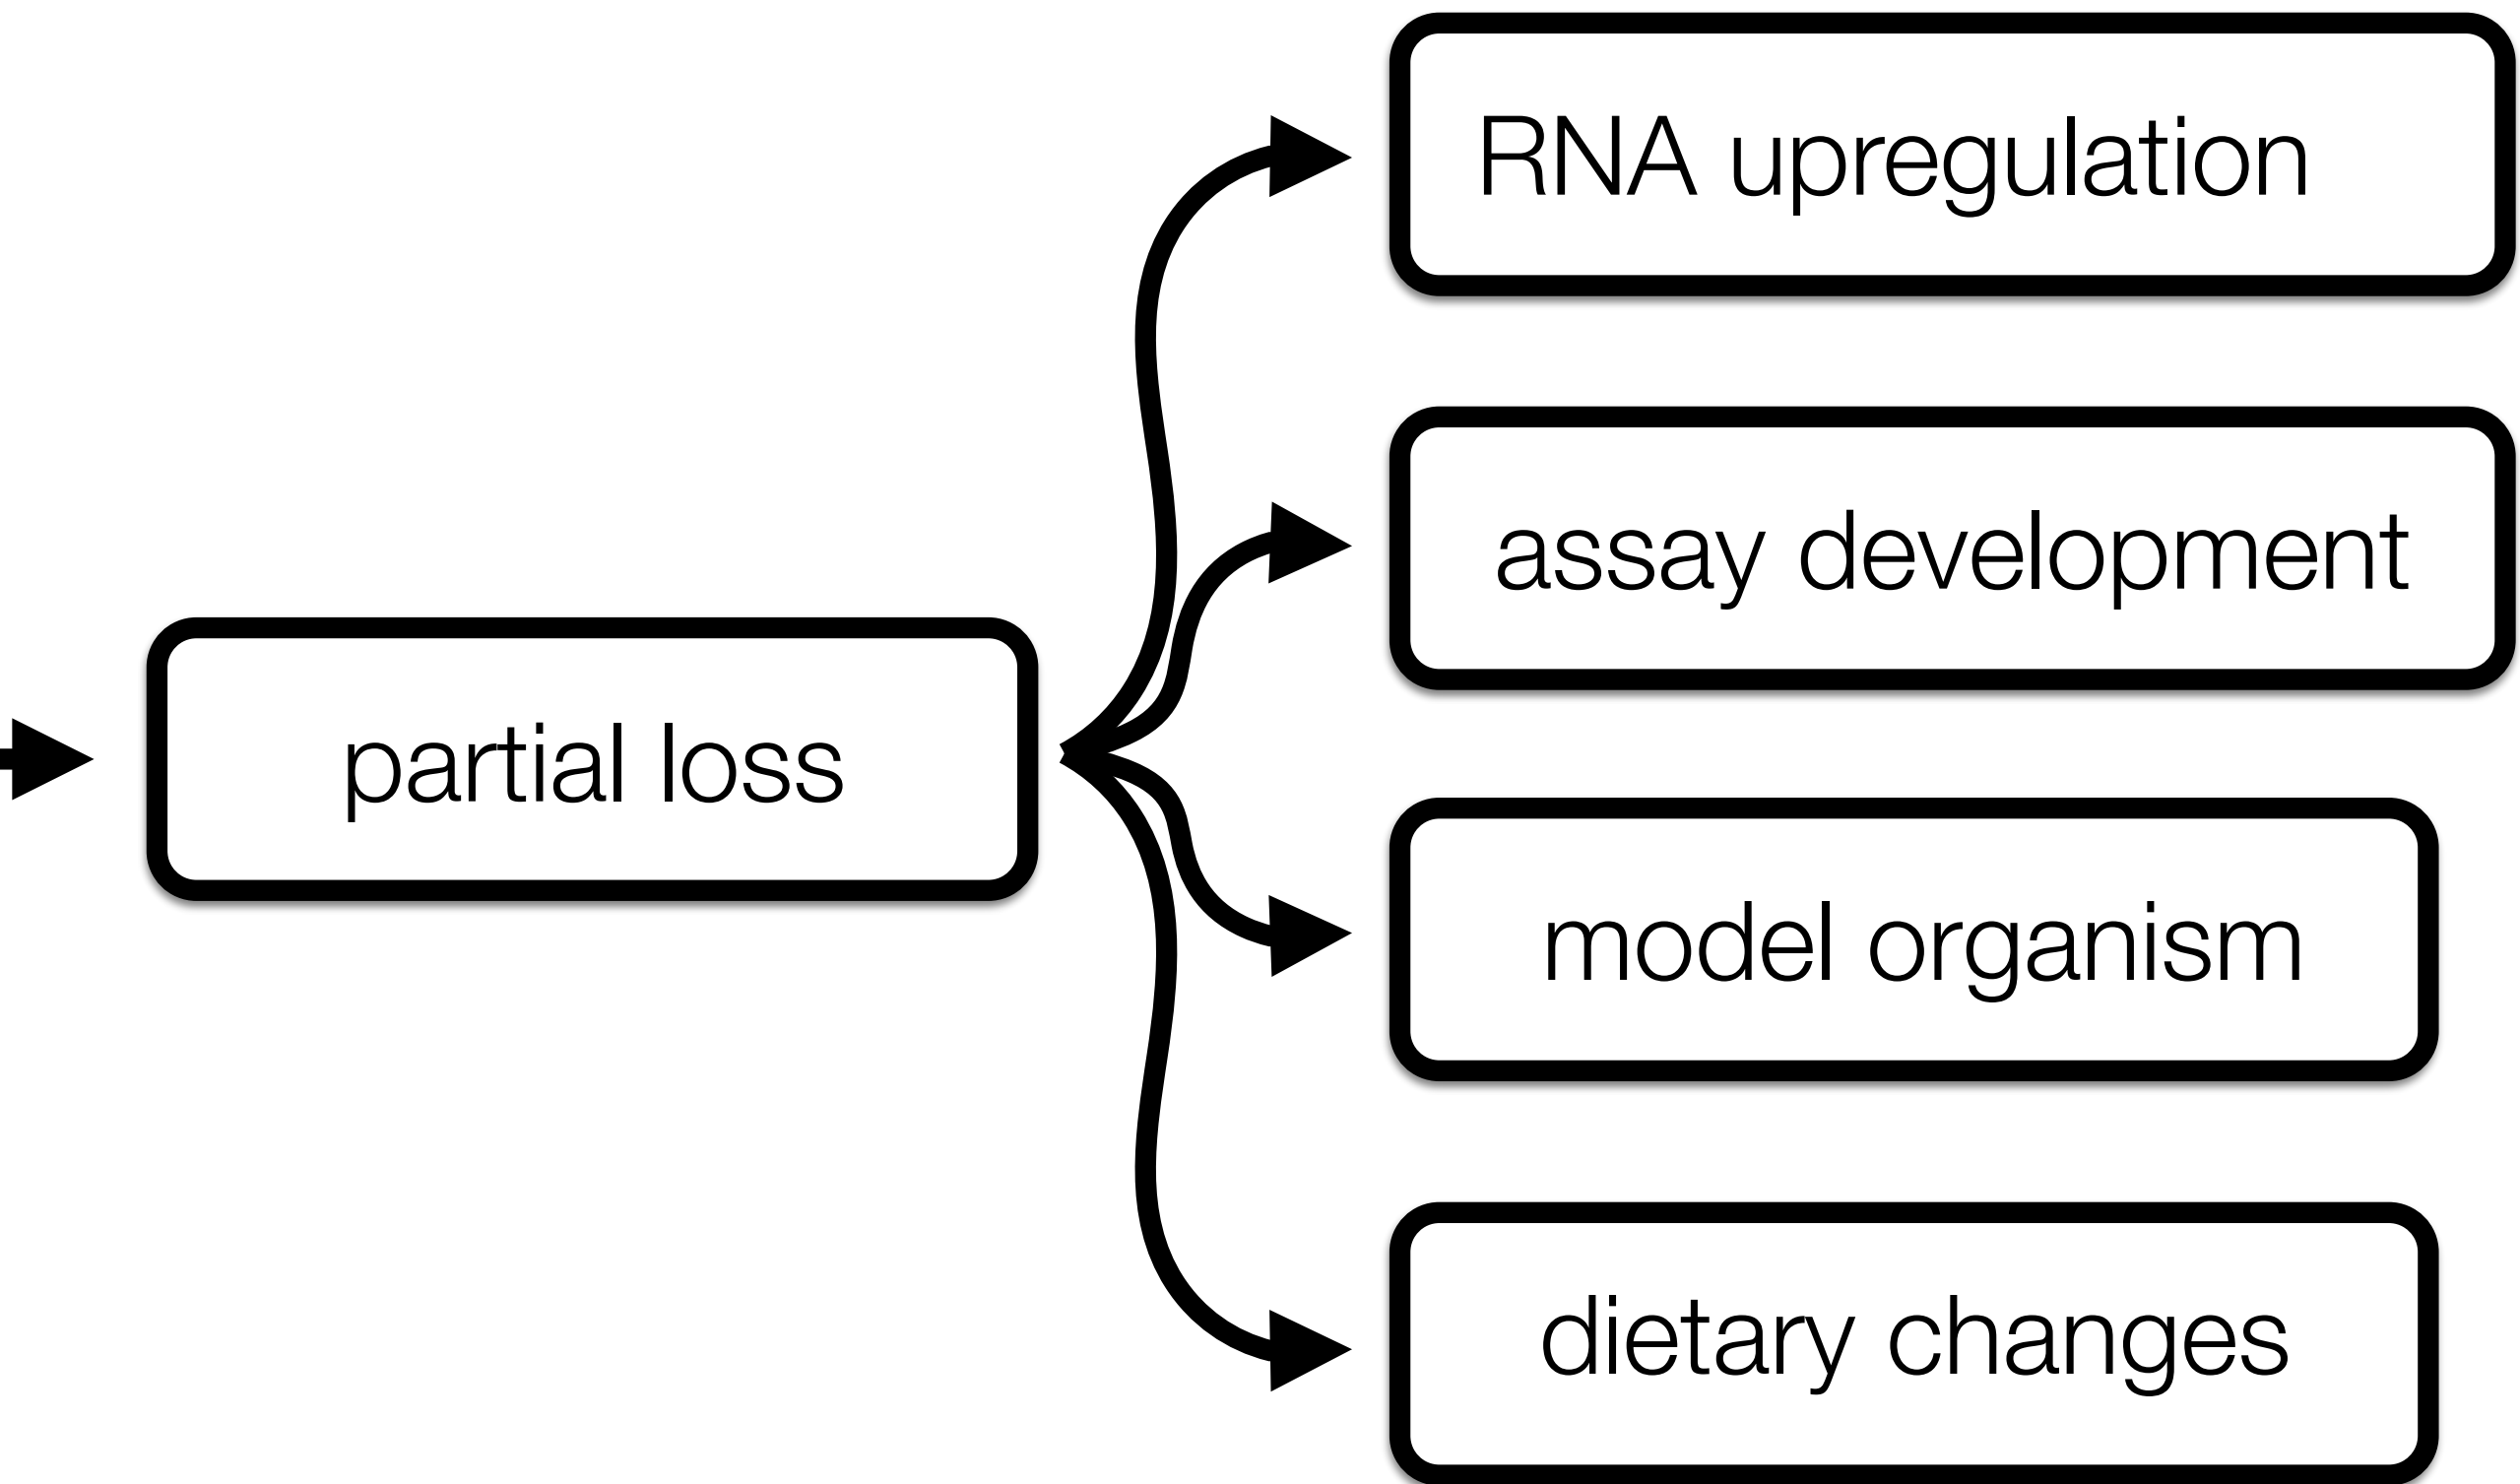 RNA upregulation
assay development
partial loss
model organism
dietary changes